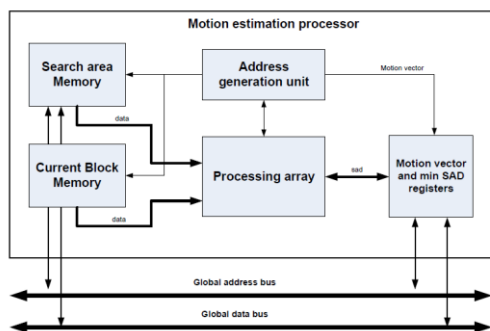 Motion estimation processor
Search area
Memory
Address
generation unit
Motion vector
data
Current Block
Memory
Processing array
sad
Motion vector
and min SAD
registers
data
Global address bus
Global data bus